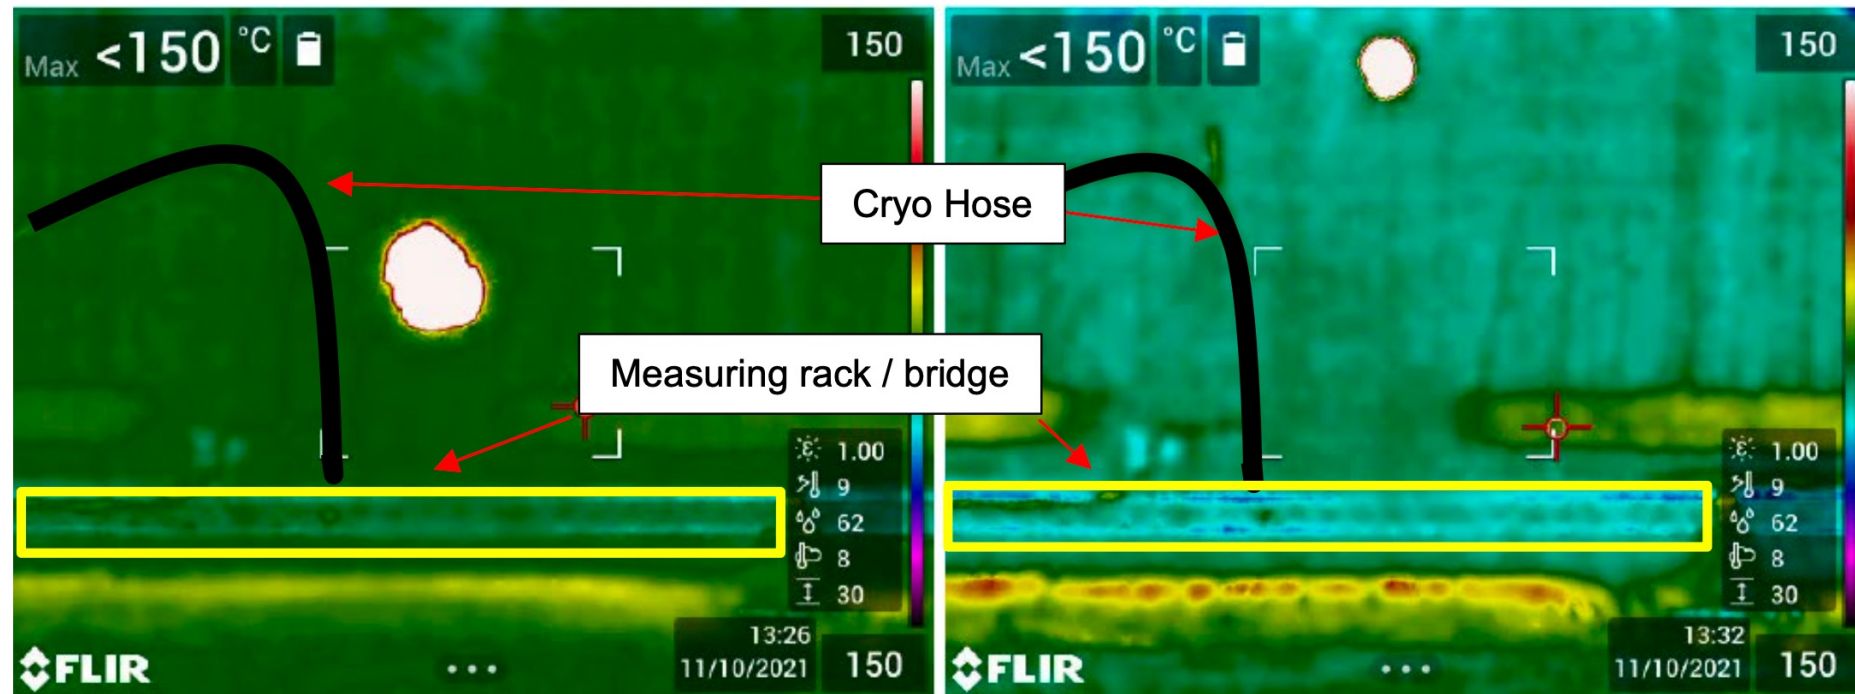 Max <150 °C
150
Cryo Hose
Measuring rack / bridge
ε 1.00
9
62
8
30
13:26
11/10/2021
150
FLIR
Max <150 °C
150
ε 1.00
9
62
8
30
13:32
11/10/2021
150
FLIR